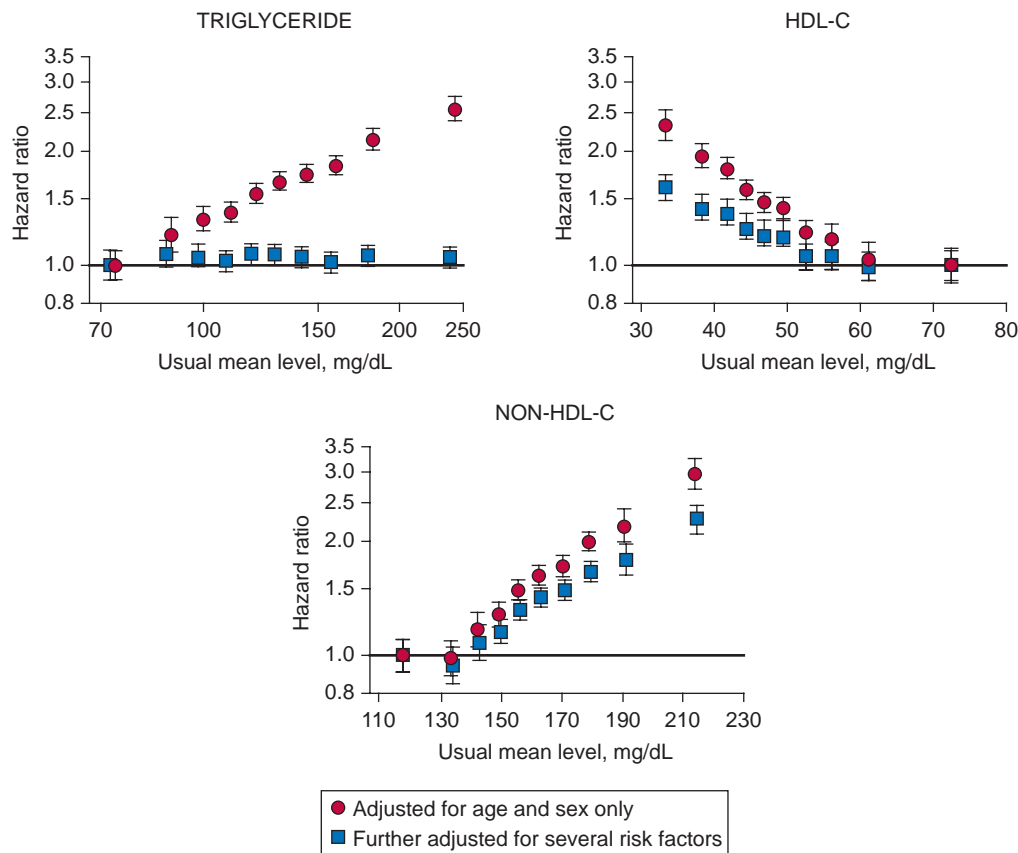 TRIGLYCERIDE
Hazard ratio
3.5
3.0
2.5
2.0
1.5
1.0
0.8
70 100 150 200 250
Usual mean level, mg/dL
HDL-C
Hazard ratio
3.5
3.0
2.5
2.0
1.5
1.0
0.8
30 40 50 60 70 80
Usual mean level, mg/dL
NON-HDL-C
Hazard ratio
3.5
3.0
2.5
2.0
1.5
1.0
0.8
110 130 150 170 190 210 230
Usual mean level, mg/dL
Adjusted for age and sex only
Further adjusted for several risk factors